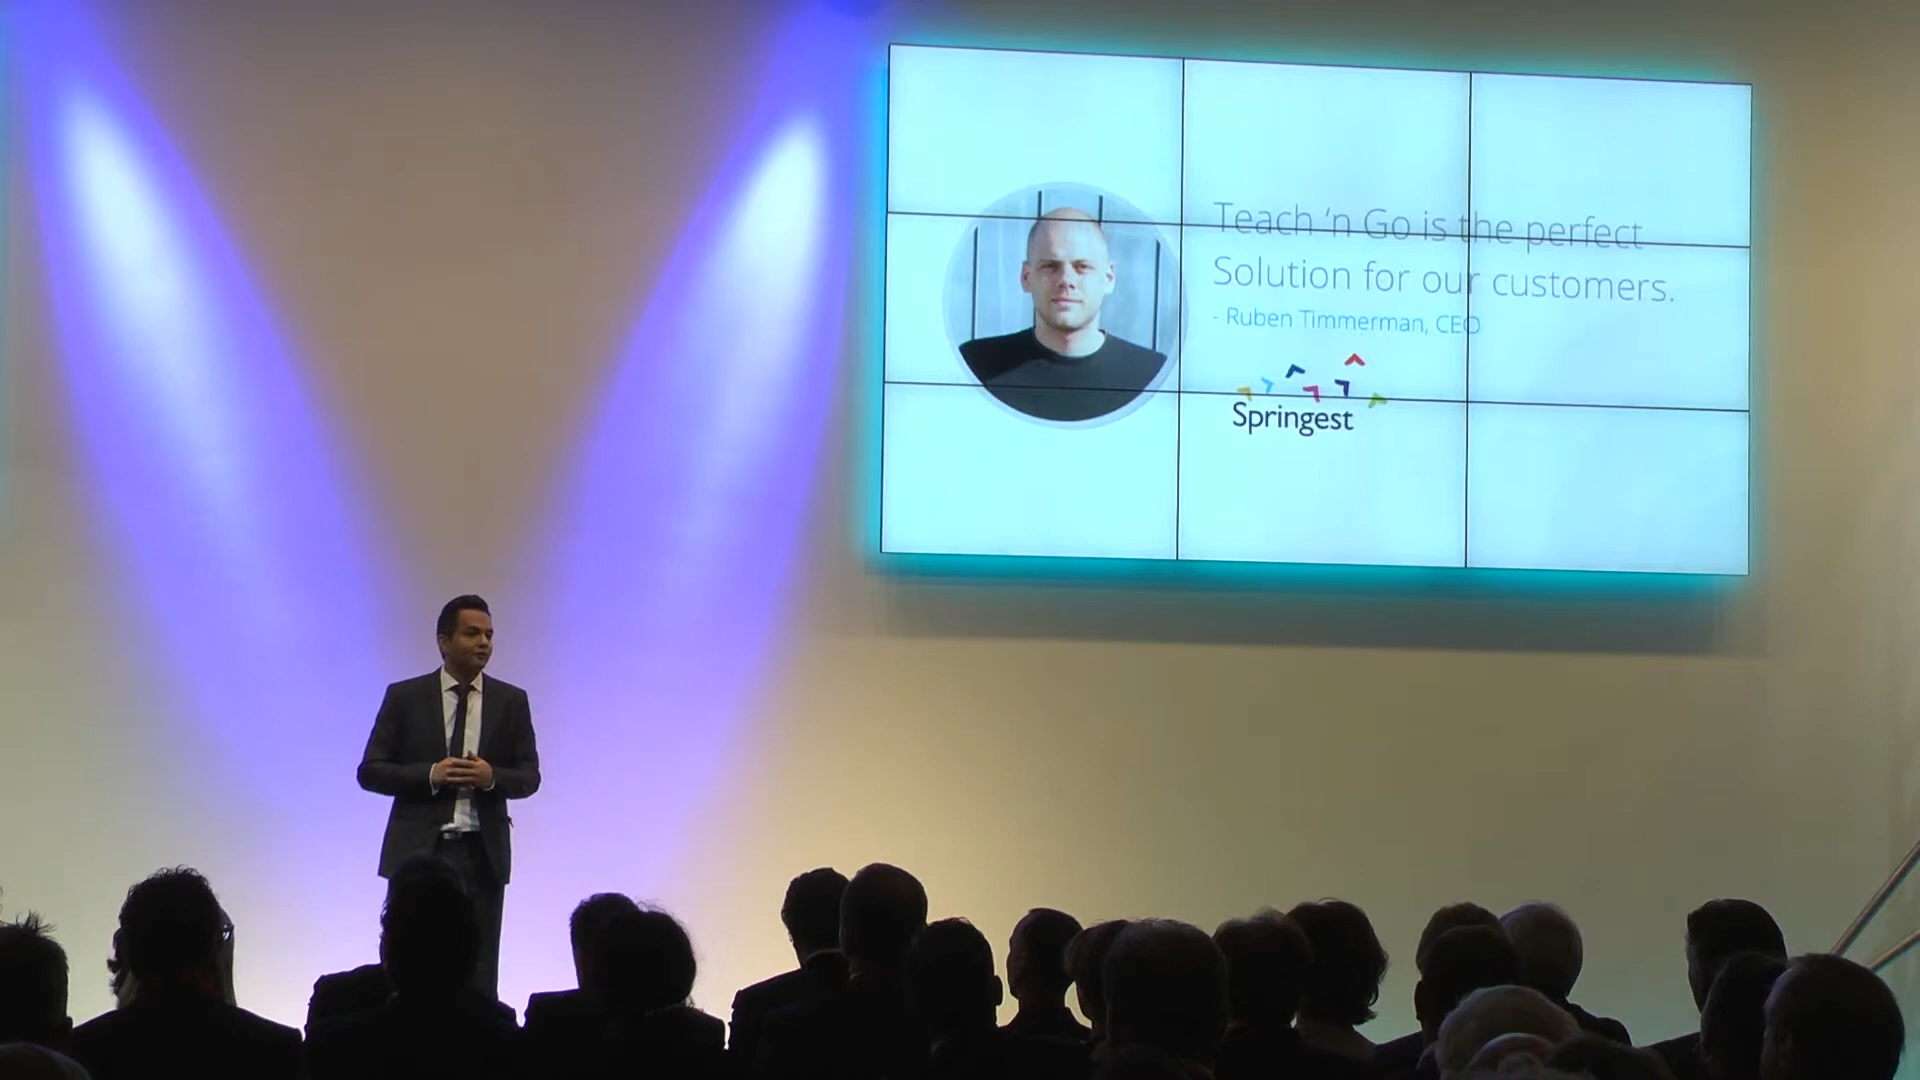 Teach ‘n Go is the perfect
Solution for our customers.
- Ruben Timmerman, CEO
Springest